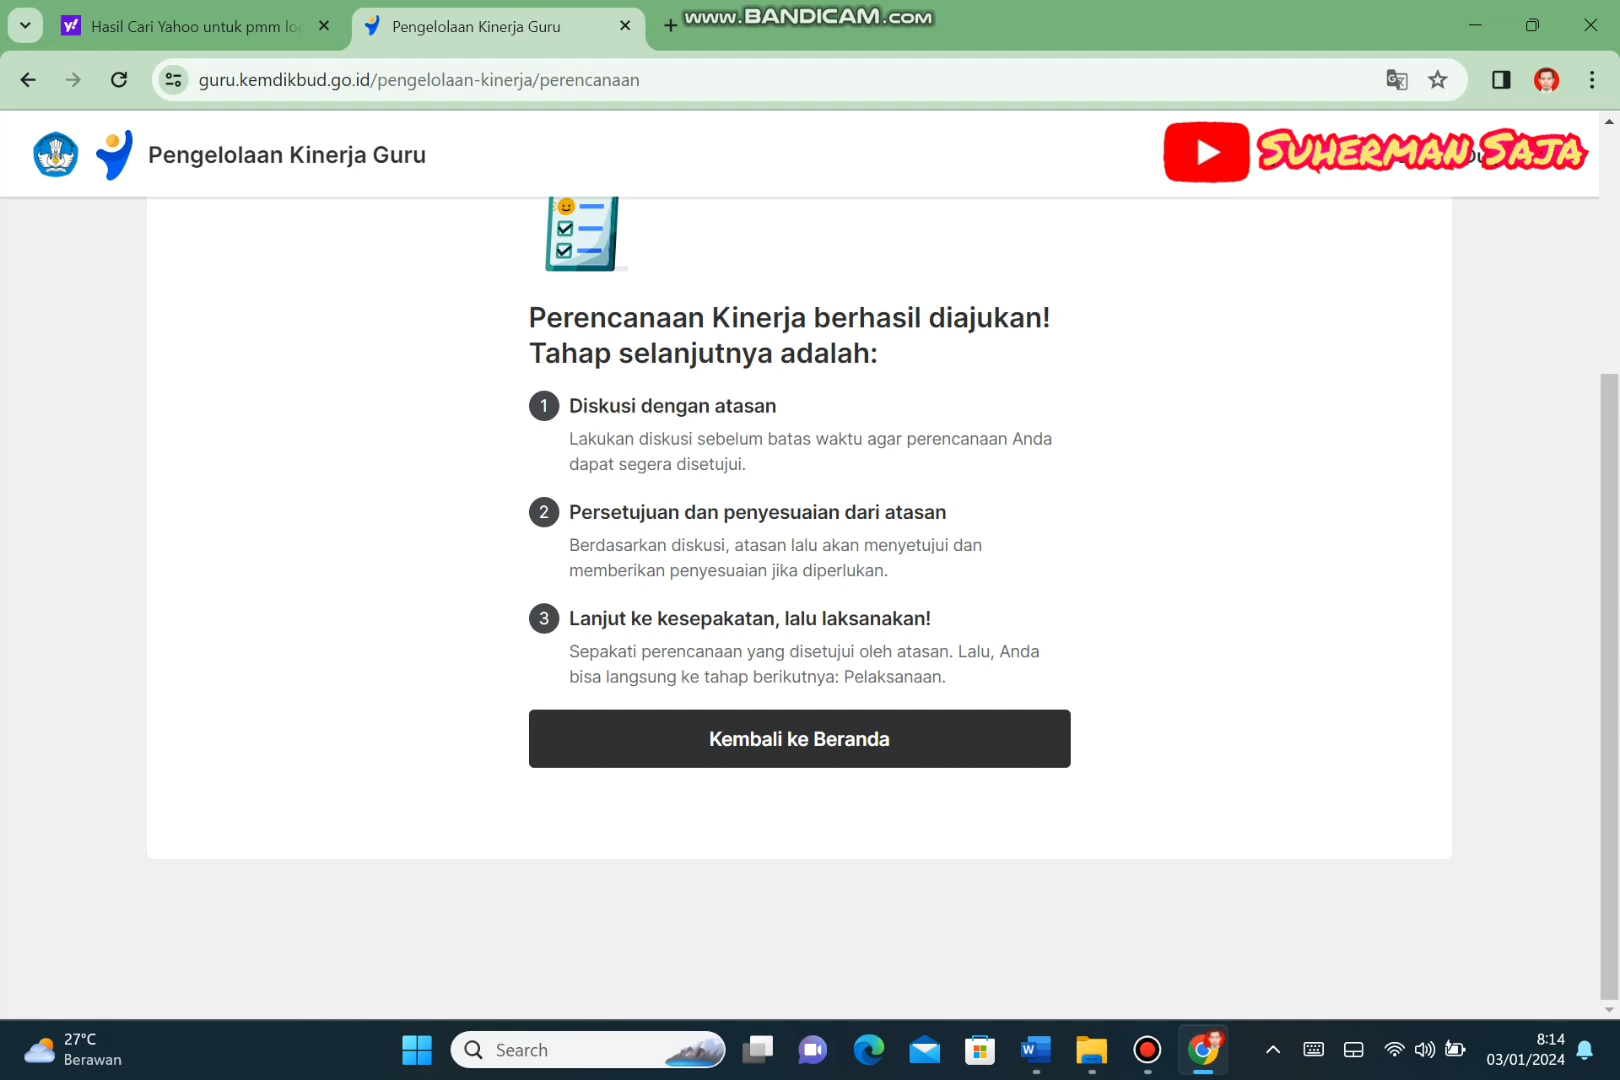 www.BANDICAM.com
Hasil Cari Yahoo untuk pmm lo
Pengelolaan Kinerja Guru
guru.kemdikbud.go.id/pengelolaan-kinerja/perencanaan
Pengelolaan Kinerja Guru
SUHERMAN SAJA
Perencanaan Kinerja berhasil diajukan!
Tahap selanjutnya adalah:
1 Diskusi dengan atasan
Lakukan diskusi sebelum batas waktu agar perencanaan Anda
dapat segera disetujui.
2 Persetujuan dan penyesuaian dari atasan
Berdasarkan diskusi, atasan lalu akan menyetujui dan
memberikan penyesuaian jika diperlukan.
3 Lanjut ke kesepakatan, lalu laksanakan!
Sepakati perencanaan yang disetujui oleh atasan. Lalu, Anda
bisa langsung ke tahap berikutnya: Pelaksanaan.
Kembali ke Beranda
27°C
Berawan
Search
8:14
03/01/2024